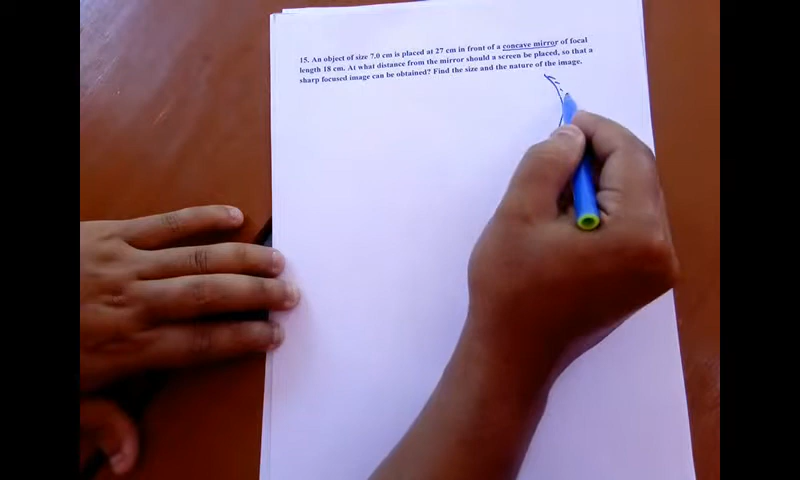 15. An object of size 7.0 cm is placed at 27 cm in front of a concave mirror of focal
length 18 cm. At what distance from the mirror should a screen be placed, so that a
sharp focused image can be obtained? Find the size and the nature of the image.